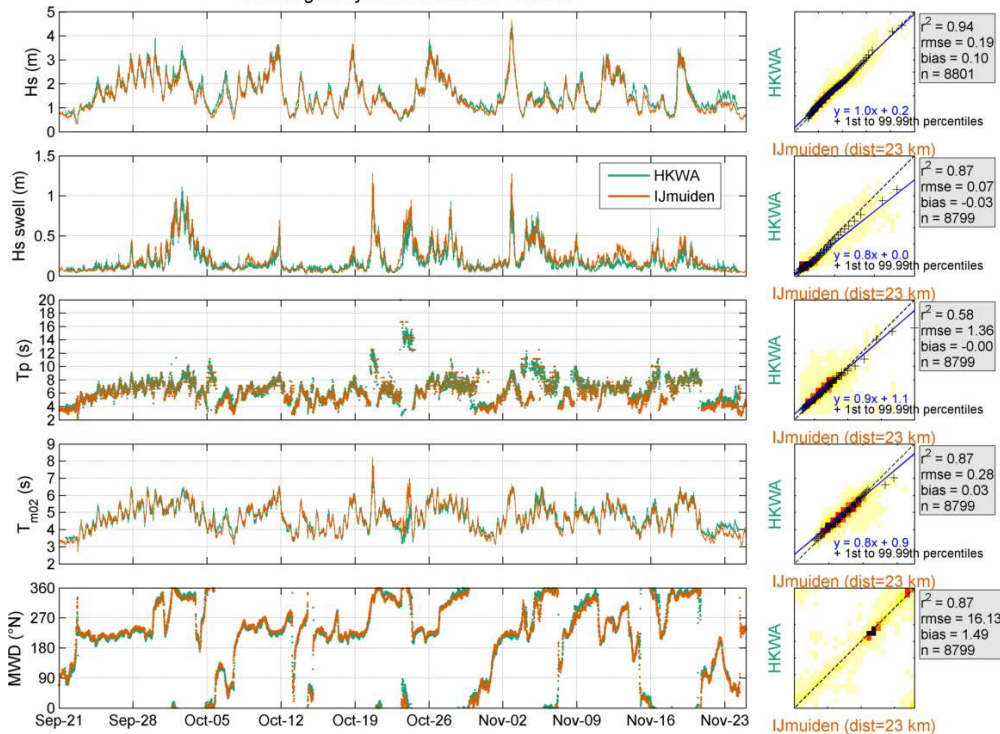 Hs (m)
5
4
3
2
1
0
HKWA
y = 1.0x + 0.2
+ 1st to 99.99th percentiles
IJmuiden (dist=23 km)
r² = 0.94
rmse = 0.19
bias = 0.10
n = 8801
Hs swell (m)
1.5
1
0.5
0
HKWA
IJmuiden
HKWA
y = 0.8x + 0.0
+ 1st to 99.99th percentiles
IJmuiden (dist=23 km)
r² = 0.87
rmse = 0.07
bias = -0.03
n = 8799
Tp (s)
20
18
16
14
12
10
8
6
4
2
HKWA
y = 0.9x + 1.1
+ 1st to 99.99th percentiles
IJmuiden (dist=23 km)
r² = 0.58
rmse = 1.36
bias = -0.00
n = 8799
Tm02 (s)
9
8
7
6
5
4
3
2
HKWA
y = 0.8x + 0.9
+ 1st to 99.99th percentiles
IJmuiden (dist=23 km)
r² = 0.87
rmse = 0.28
bias = 0.03
n = 8799
MWD (°N)
360
270
180
90
0
Sep-21 Sep-28 Oct-05 Oct-12 Oct-19 Oct-26 Nov-02 Nov-09 Nov-16 Nov-23
HKWA
IJmuiden (dist=23 km)
r² = 0.87
rmse = 16.13
bias = 1.49
n = 8799